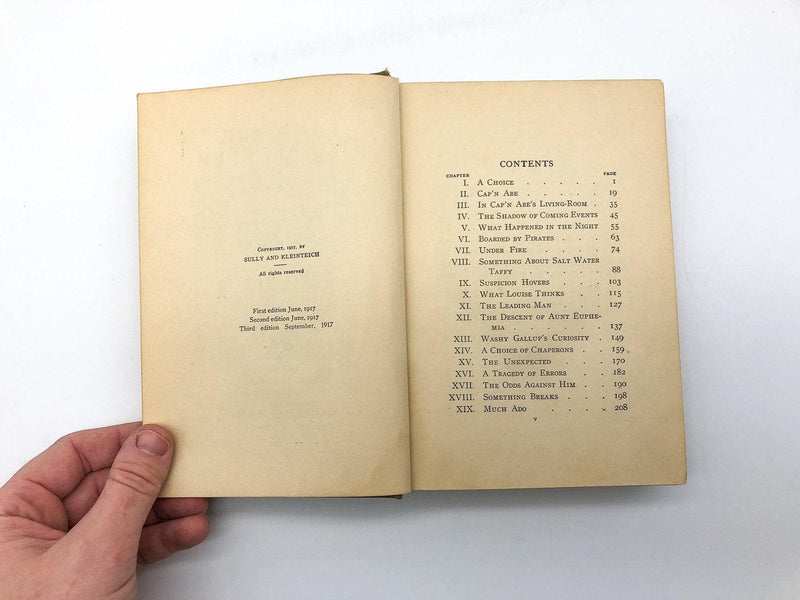 Copyright, 1917, by
SULLY AND KLEINTEICH
All rights reserved
First edition June, 1917
Second edition June, 1917
Third edition September, 1917
CONTENTS
CHAPTER PAGE
I. A Choice . . . . . 1
II. Cap'n Abe . . . . . 19
III. In Cap'n Abe's Living-Room . 35
IV. The Shadow of Coming Events 45
V. What Happened in the Night 55
VI. Boarded by Pirates . . . 63
VII. Under Fire . . . . 74
VIII. Something About Salt Water
Taffy . . . . . 88
IX. Suspicion Hovers . . . 103
X. What Louise Thinks . . . 115
XI. The Leading Man . . . 127
XII. The Descent of Aunt Euphe-
mia . . . . . . 137
XIII. Washy Gallup's Curiosity . 149
XIV. A Choice of Chaperons . . 159
XV. The Unexpected . . . 170
XVI. A Tragedy of Errors . . 182
XVII. The Odds Against Him . . 190
XVIII. Something Breaks . . . 198
XIX. Much Ado . . . . 208
v